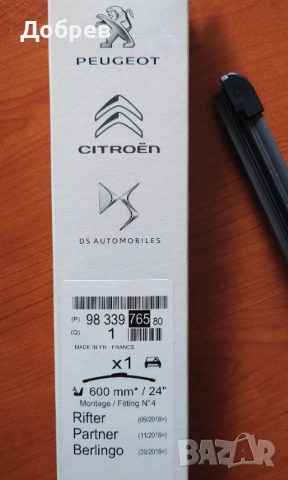 Добрев
PEUGEOT
CITROËN
DS AUTOMOBILES
(P) 98 339 765 80
(Q) 1
MADE IN FR - FRANCE
x1
600 mm* / 24"
Montage / Fitting N°4
Rifter (09/2018>)
Partner (11/2018>)
Berlingo (09/2018>)
BAZAR